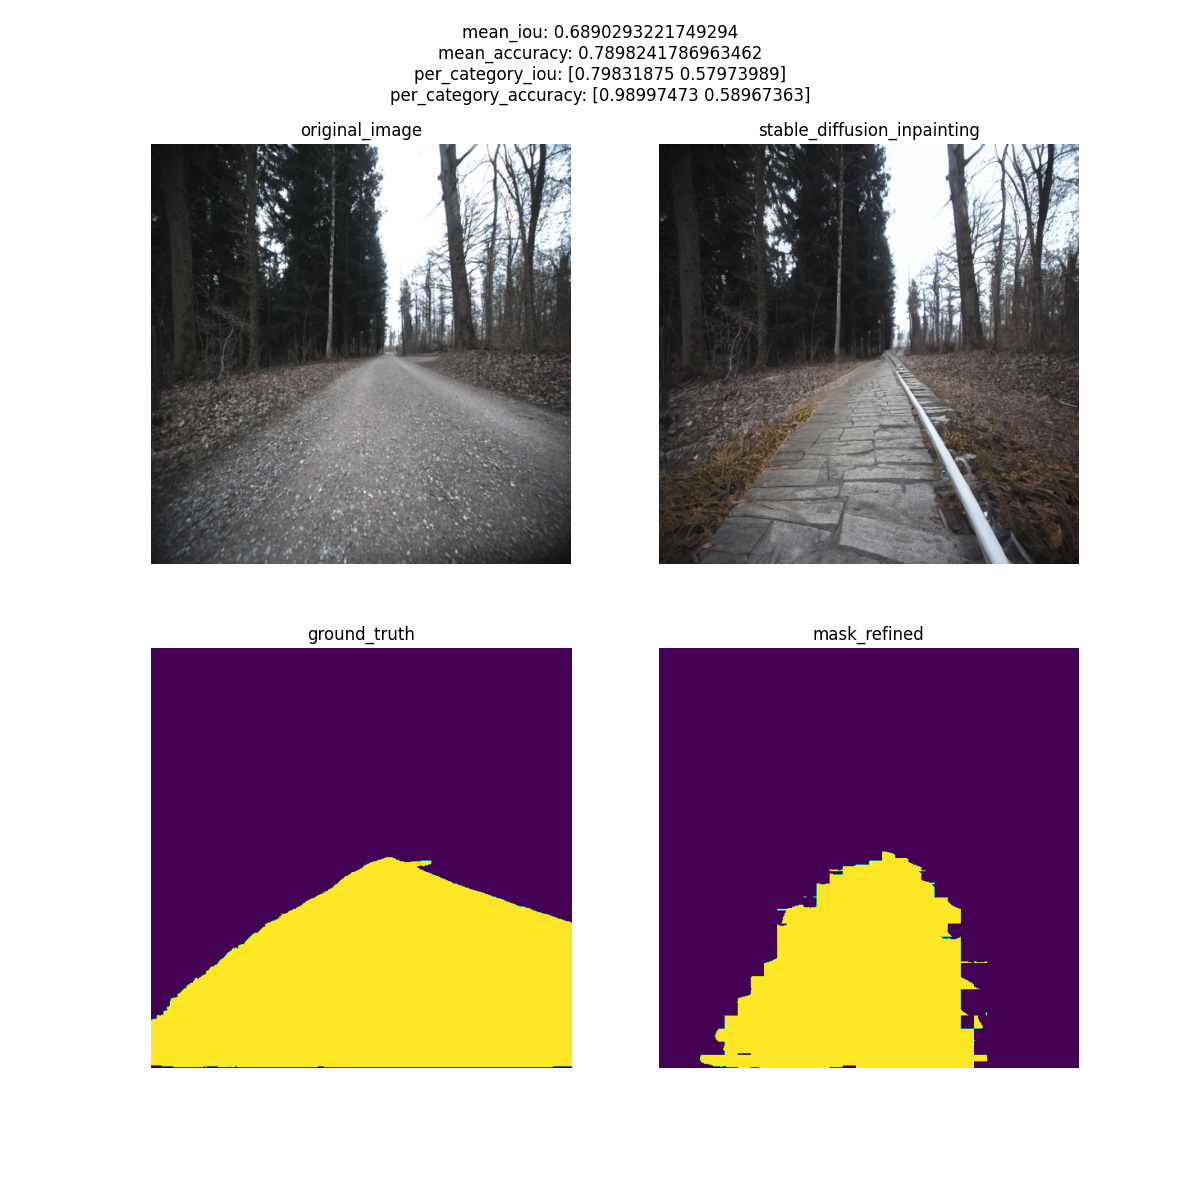 mean_iou: 0.6890293221749294
mean_accuracy: 0.7898241786963462
per_category_iou: [0.79831875 0.57973989]
per_category_accuracy: [0.98997473 0.58967363]
original_image
stable_diffusion_inpainting
ground_truth
mask_refined